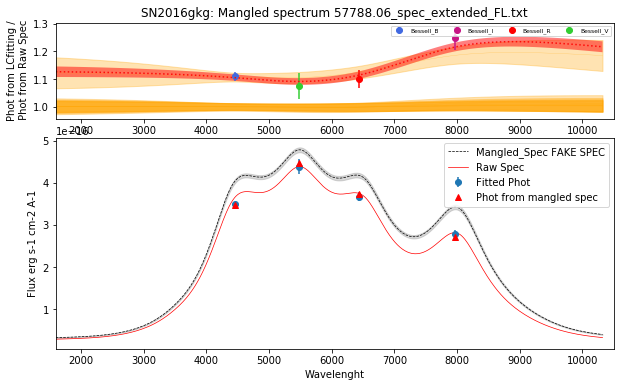 SN2016gkg: Mangled spectrum 57788.06_spec_extended_FL.txt
Phot from LCfitting /
Phot from Raw Spec
1.3
1.2
1.1
1.0
Bessell_B
Bessell_I
Bessell_R
Bessell_V
2000 3000 4000 5000 6000 7000 8000 9000 10000
1e-16
Flux erg s-1 cm-2 A-1
5
4
3
2
1
Mangled_Spec FAKE SPEC
Raw Spec
Fitted Phot
Phot from mangled spec
2000 3000 4000 5000 6000 7000 8000 9000 10000
Wavelenght